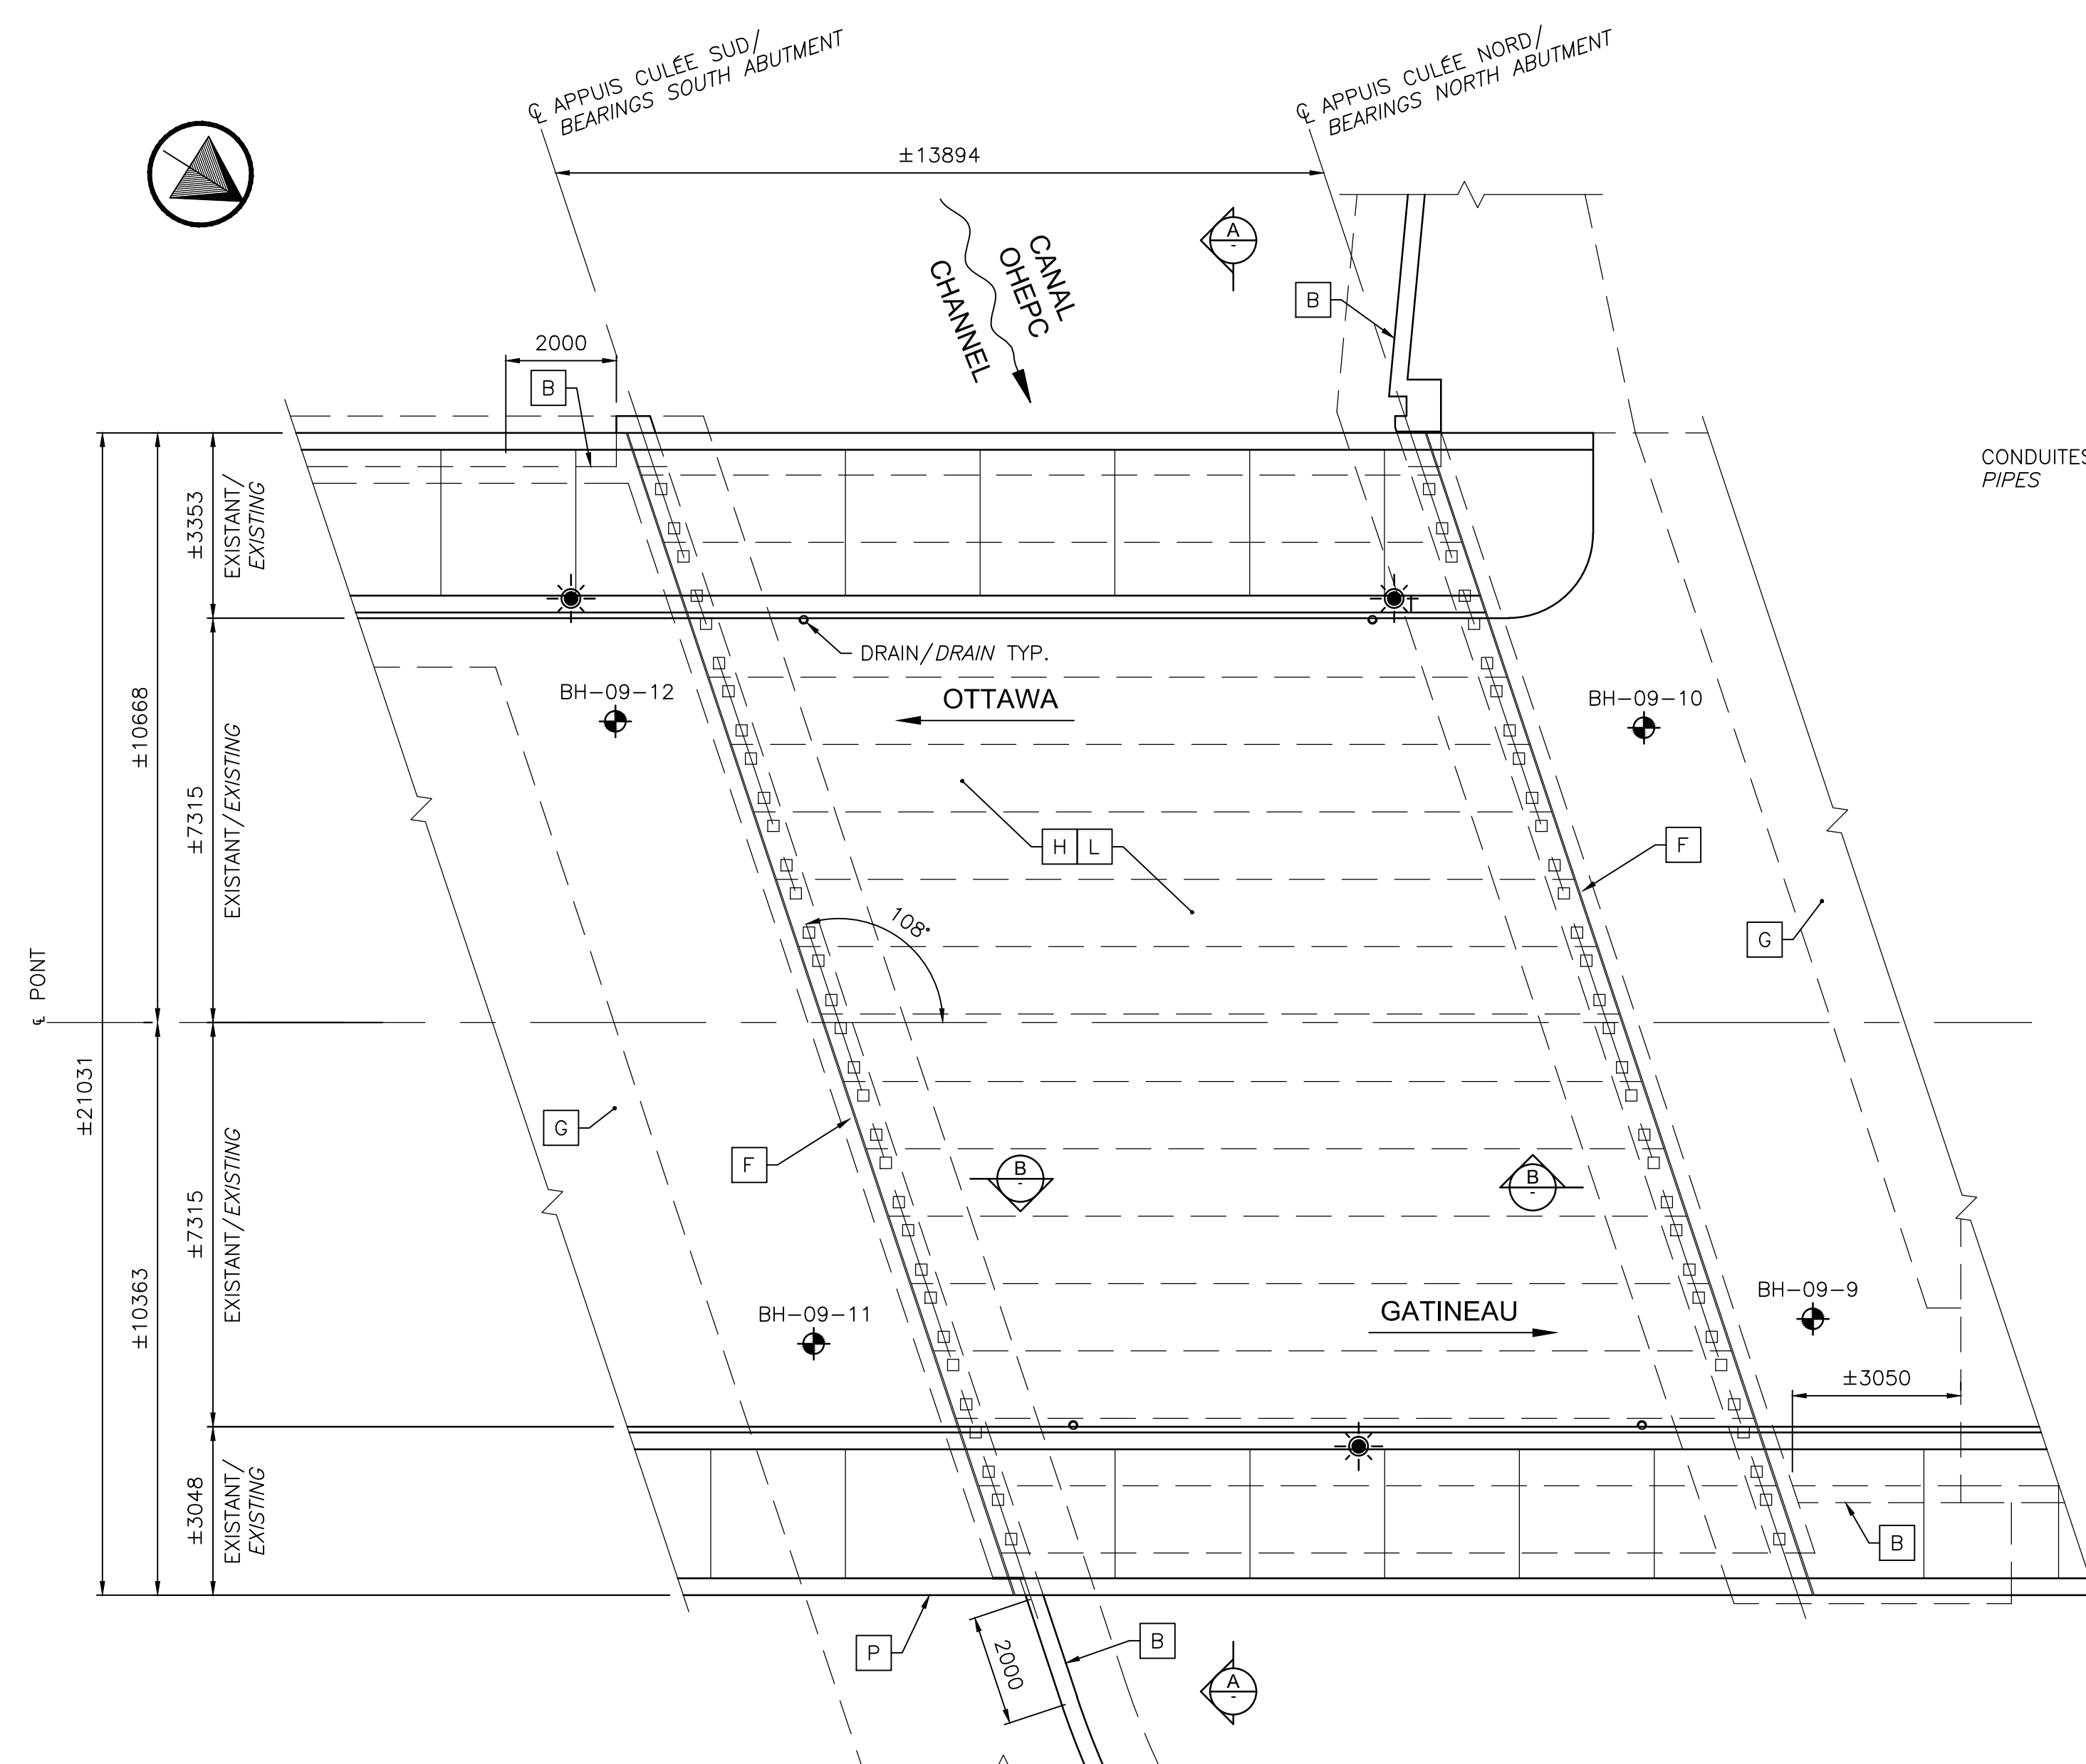 ℄ APPUIS CULÉE SUD/
BEARINGS SOUTH ABUTMENT
℄ APPUIS CULÉE NORD/
BEARINGS NORTH ABUTMENT
±13894
A
-
CANAL
OHEPC
CHANNEL
B
2000
B
CONDUITES
PIPES
±3353
EXISTANT/
EXISTING
DRAIN/DRAIN TYP.
BH-09-12
OTTAWA
BH-09-10
±10668
±7315
EXISTANT/EXISTING
H L
F
108°
G
℄ PONT
±21031
G
F
B
-
B
-
±7315
EXISTANT/EXISTING
±10363
BH-09-11
GATINEAU
BH-09-9
±3050
±3048
EXISTANT/
EXISTING
B
P
2000
B
A
-